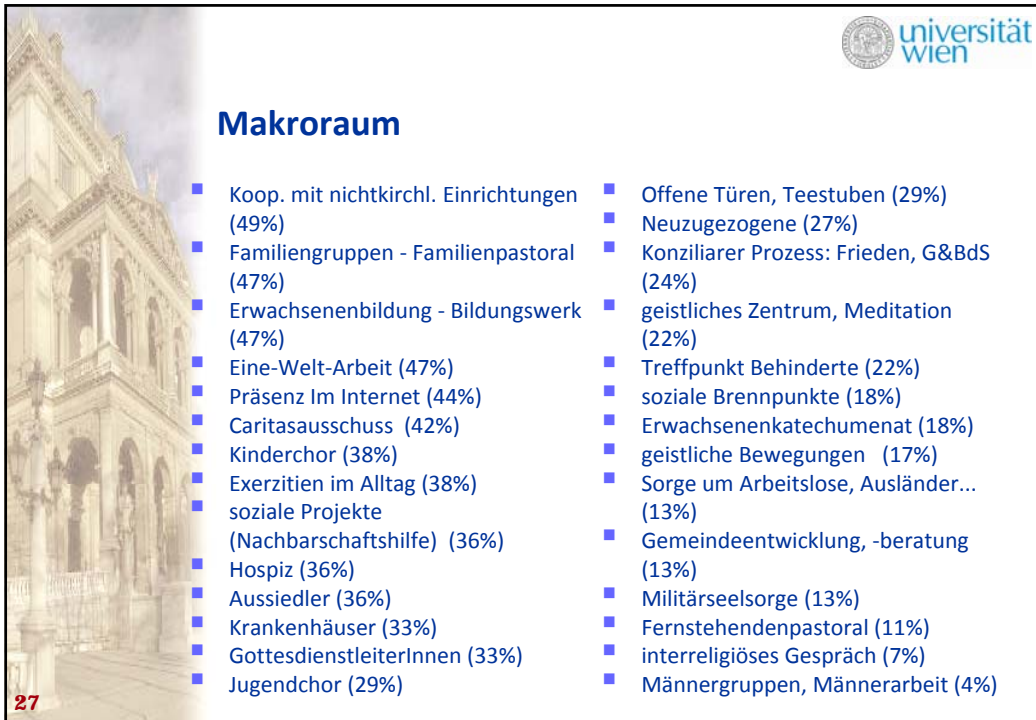 universität
wien
Makroraum
Koop. mit nichtkirchl. Einrichtungen
(49%)
Familiengruppen - Familienpastoral
(47%)
Erwachsenenbildung - Bildungswerk
(47%)
Eine-Welt-Arbeit (47%)
Präsenz Im Internet (44%)
Caritasausschuss (42%)
Kinderchor (38%)
Exerzitien im Alltag (38%)
soziale Projekte
(Nachbarschaftshilfe) (36%)
Hospiz (36%)
Aussiedler (36%)
Krankenhäuser (33%)
GottesdienstleiterInnen (33%)
Jugendchor (29%)
Offene Türen, Teestuben (29%)
Neuzugezogene (27%)
Konziliarer Prozess: Frieden, G&BdS
(24%)
geistliches Zentrum, Meditation
(22%)
Treffpunkt Behinderte (22%)
soziale Brennpunkte (18%)
Erwachsenenkatechumenat (18%)
geistliche Bewegungen (17%)
Sorge um Arbeitslose, Ausländer...
(13%)
Gemeindeentwicklung, -beratung
(13%)
Militärseelsorge (13%)
Fernstehendenpastoral (11%)
interreligiöses Gespräch (7%)
Männergruppen, Männerarbeit (4%)
27